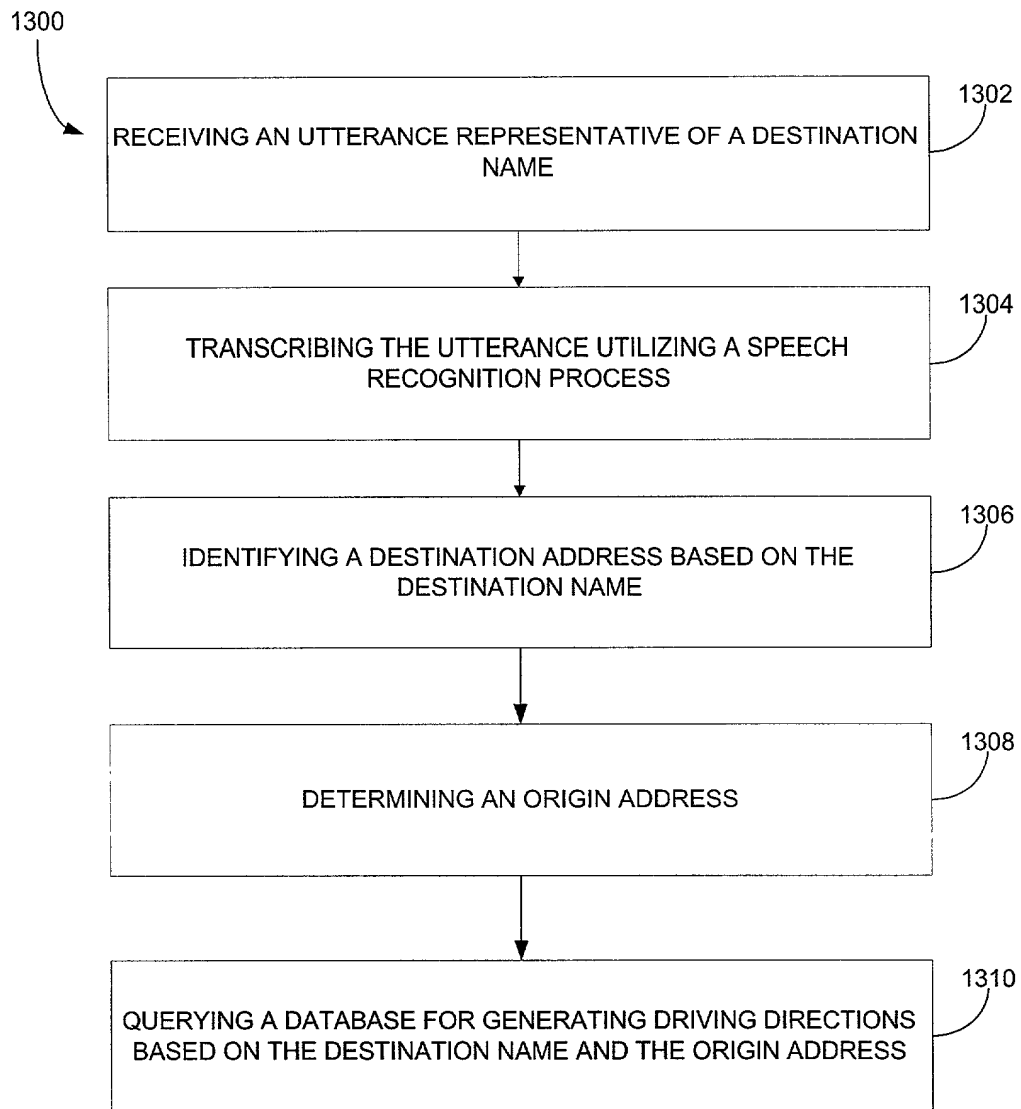 1300
1302
RECEIVING AN UTTERANCE REPRESENTATIVE OF A DESTINATION
NAME
1304
TRANSCRIBING THE UTTERANCE UTILIZING A SPEECH
RECOGNITION PROCESS
1306
IDENTIFYING A DESTINATION ADDRESS BASED ON THE
DESTINATION NAME
1308
DETERMINING AN ORIGIN ADDRESS
1310
QUERYING A DATABASE FOR GENERATING DRIVING DIRECTIONS
BASED ON THE DESTINATION NAME AND THE ORIGIN ADDRESS